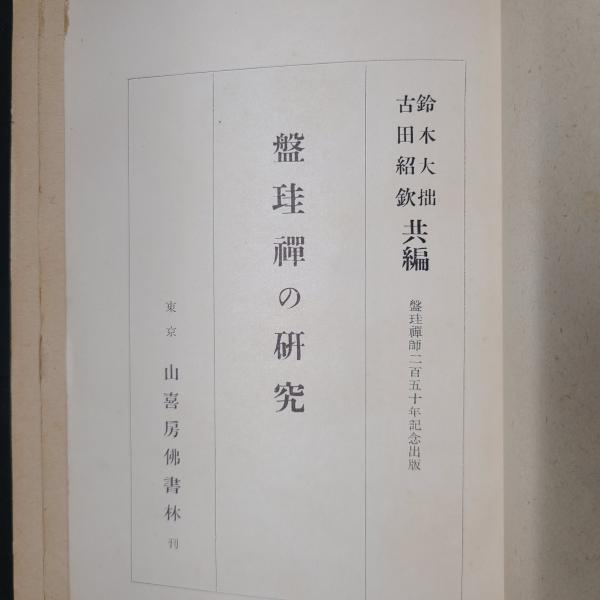 鈴木大拙
古田紹欽
共編
盤珪禪師二百五十年記念出版
盤珪禪の研究
東京 山喜房佛書林 刊